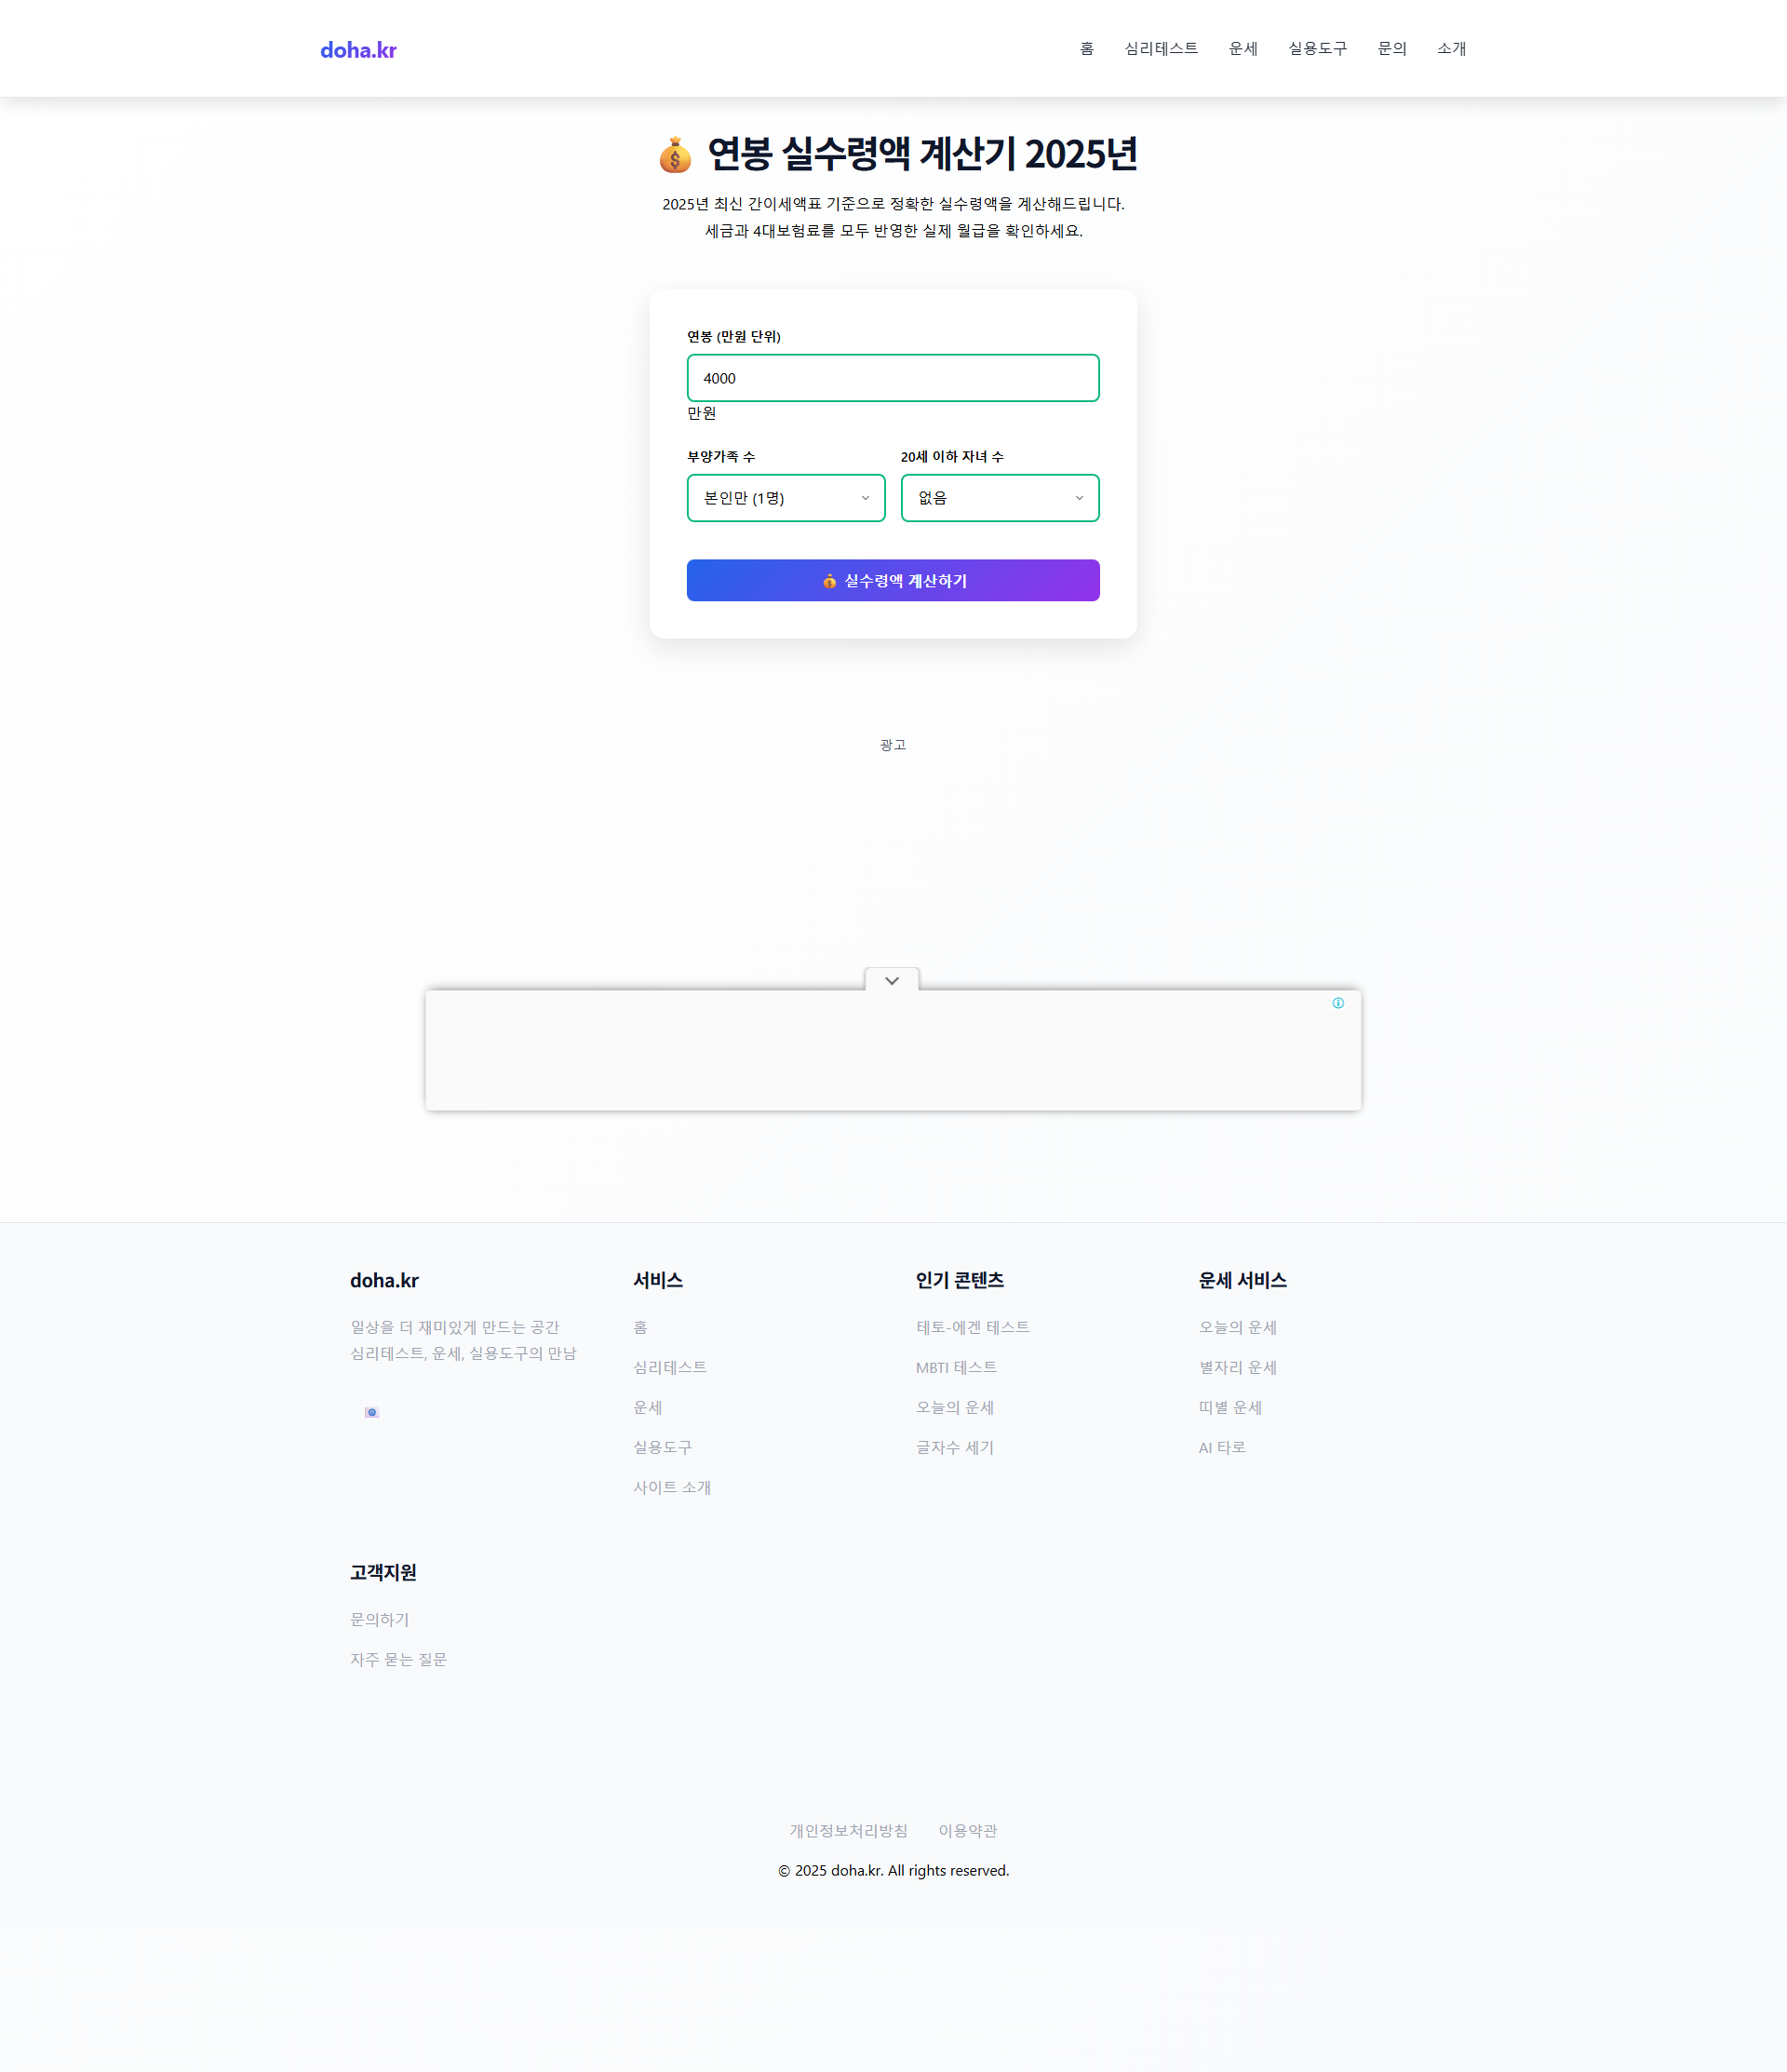 doha.kr
홈 심리테스트 운세 실용도구 문의 소개
💰 연봉 실수령액 계산기 2025년
2025년 최신 간이세액표 기준으로 정확한 실수령액을 계산해드립니다.
세금과 4대보험료를 모두 반영한 실제 월급을 확인하세요.
연봉 (만원 단위)
4000
만원
부양가족 수 20세 이하 자녀 수
본인만 (1명) 없음
💰 실수령액 계산하기
광고
doha.kr
일상을 더 재미있게 만드는 공간
심리테스트, 운세, 실용도구의 만남
서비스
홈
심리테스트
운세
실용도구
사이트 소개
인기 콘텐츠
테토-에겐 테스트
MBTI 테스트
오늘의 운세
글자수 세기
운세 서비스
오늘의 운세
별자리 운세
띠별 운세
AI 타로
고객지원
문의하기
자주 묻는 질문
개인정보처리방침 이용약관
© 2025 doha.kr. All rights reserved.